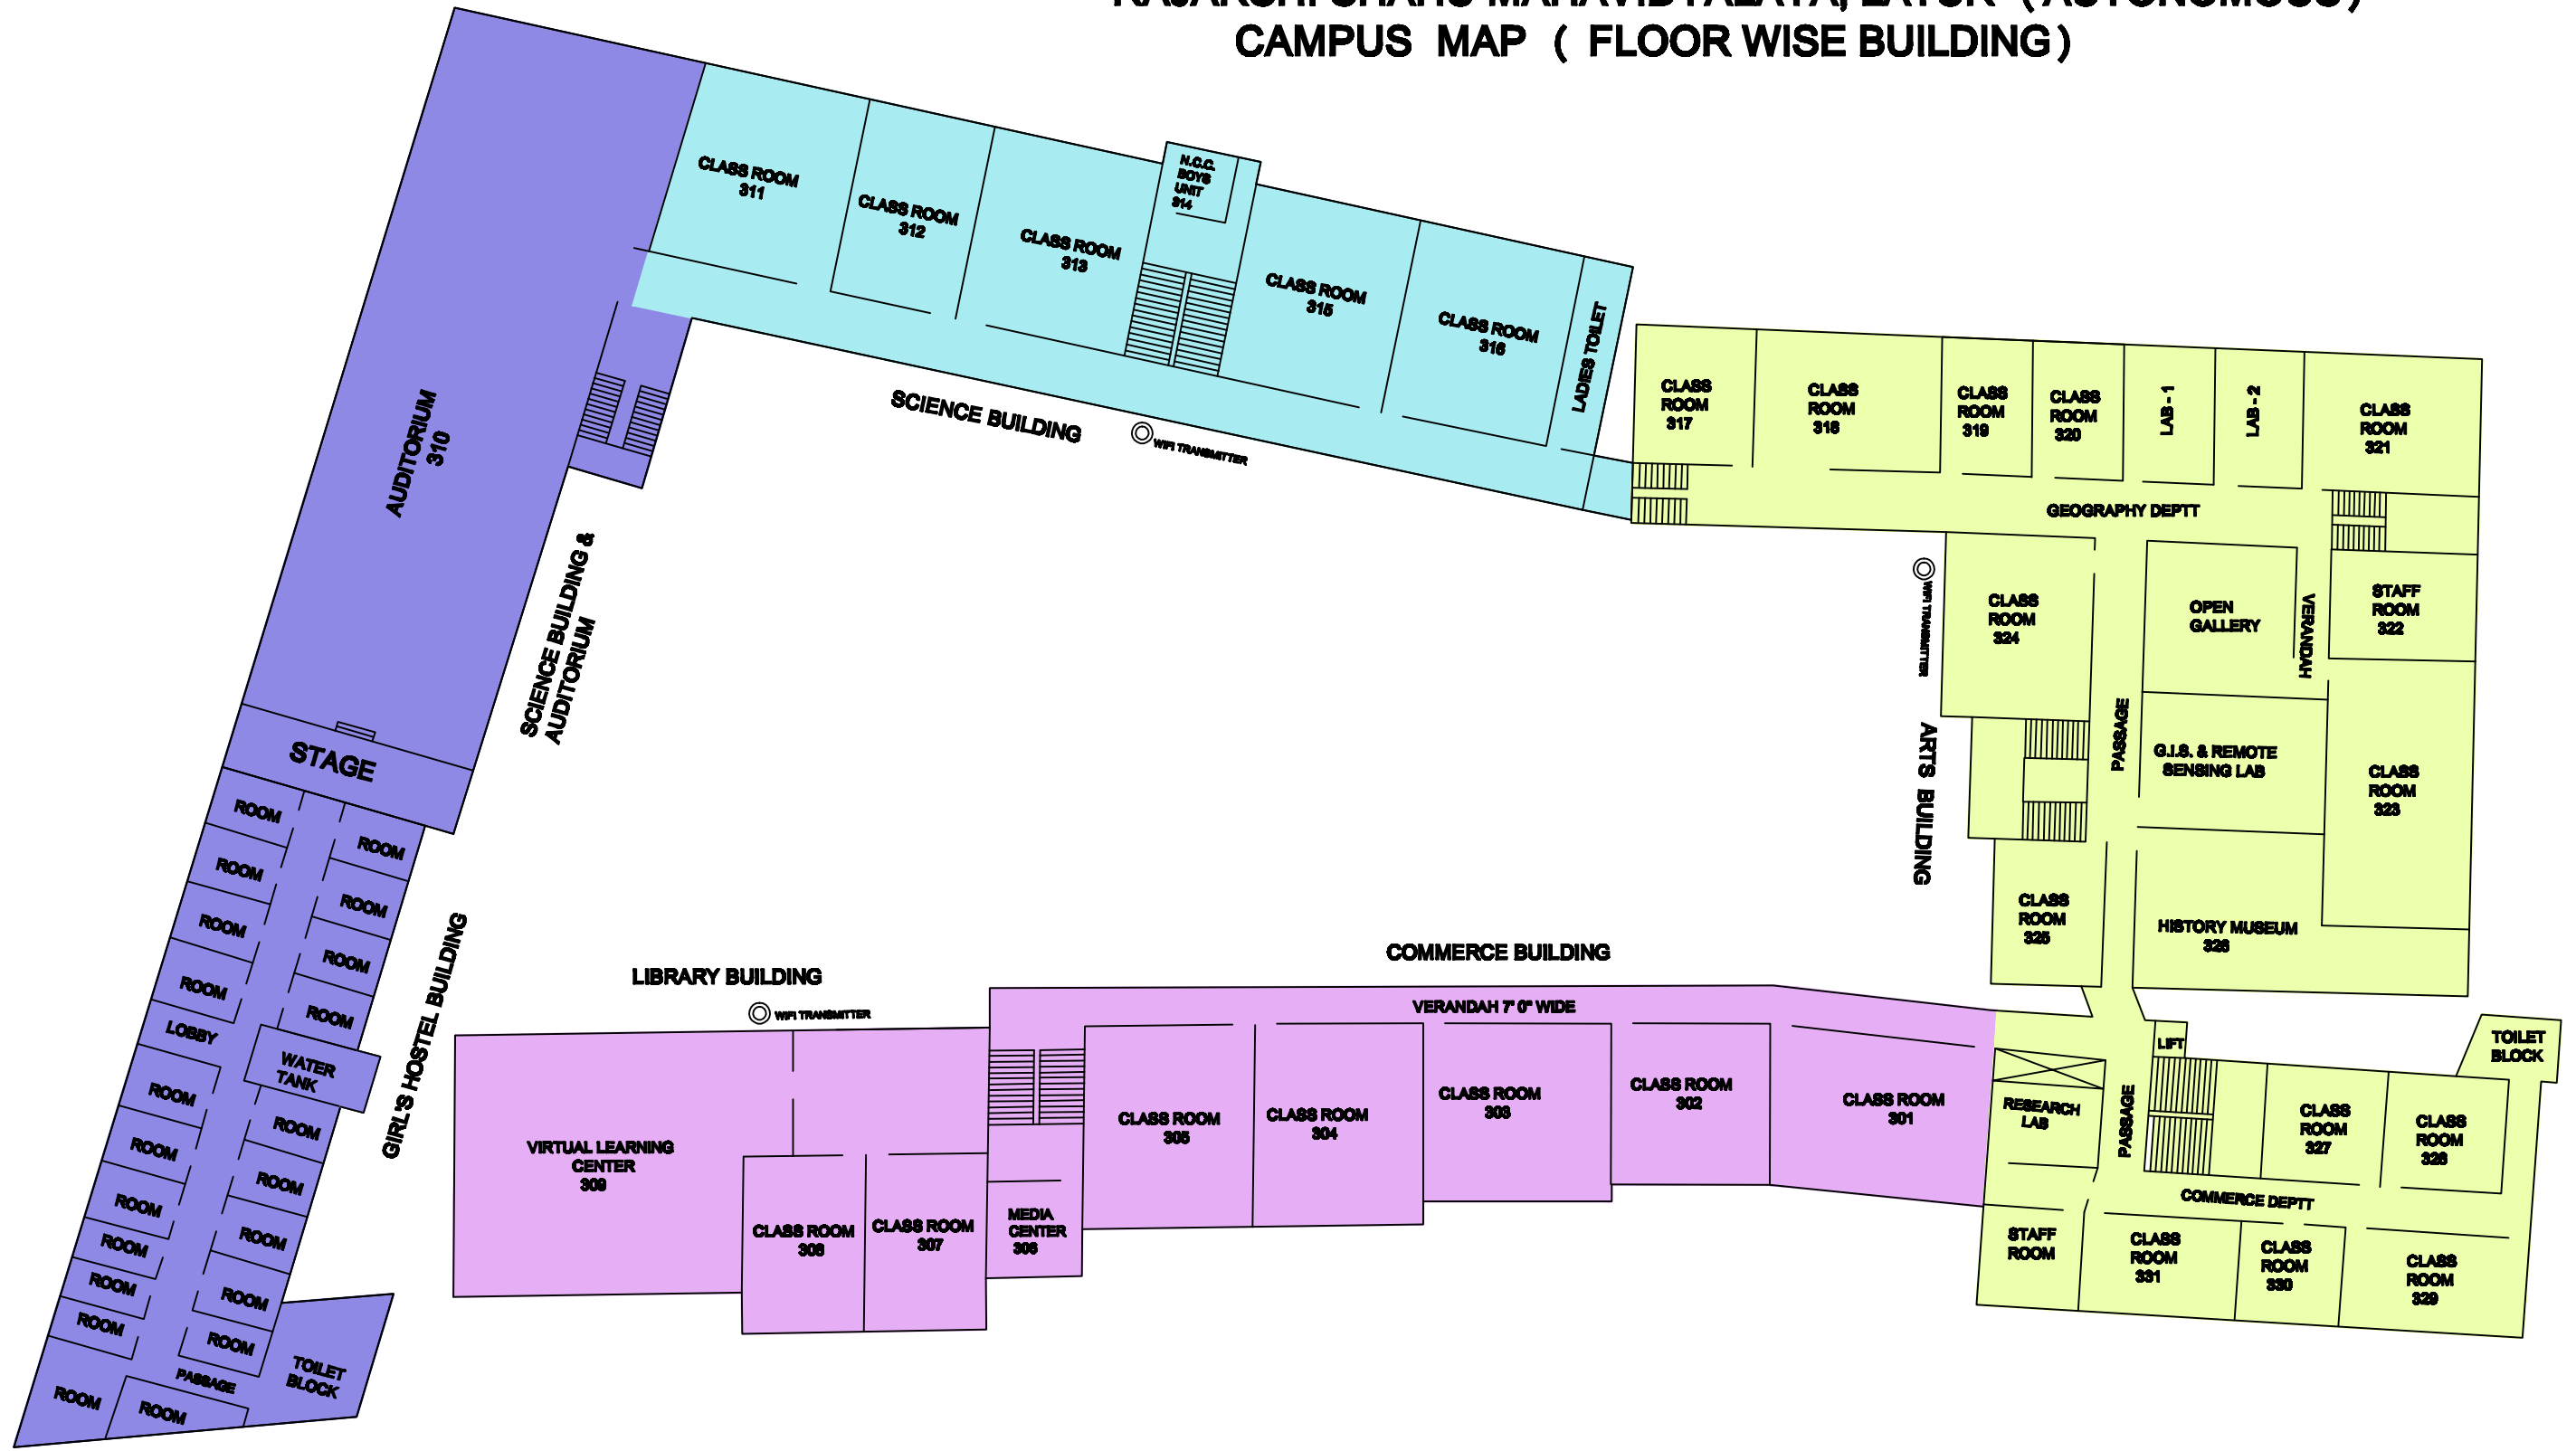 CAMPUS MAP ( FLOOR WISE BUILDING )
CLASS ROOM
311
CLASS ROOM
312
CLASS ROOM
313
N.C.C.
BOYS
UNIT
314
CLASS ROOM
315
CLASS ROOM
316
LADIES TOILET
SCIENCE BUILDING
WIFI TRANSMITTER
AUDITORIUM
310
SCIENCE BUILDING &
AUDITORIUM
STAGE
CLASS
ROOM
317
CLASS
ROOM
318
CLASS
ROOM
319
CLASS
ROOM
320
LAB - 1
LAB - 2
CLASS
ROOM
321
GEOGRAPHY DEPTT
WIFI TRANSMITTER
CLASS
ROOM
324
OPEN
GALLERY
VERANDAH
STAFF
ROOM
322
PASSAGE
G.I.S. & REMOTE
SENSING LAB
CLASS
ROOM
323
ARTS BUILDING
CLASS
ROOM
325
HISTORY MUSEUM
326
ROOM
ROOM
ROOM
ROOM
ROOM
ROOM
ROOM
ROOM
LOBBY
WATER
TANK
GIRL'S HOSTEL BUILDING
ROOM
ROOM
ROOM
ROOM
ROOM
ROOM
ROOM
ROOM
ROOM
ROOM
ROOM
PASSAGE
TOILET
BLOCK
ROOM
ROOM
LIBRARY BUILDING
WIFI TRANSMITTER
COMMERCE BUILDING
VERANDAH 7' 0" WIDE
VIRTUAL LEARNING
CENTER
309
CLASS ROOM
308
CLASS ROOM
307
MEDIA
CENTER
306
CLASS ROOM
305
CLASS ROOM
304
CLASS ROOM
303
CLASS ROOM
302
CLASS ROOM
301
LIFT
TOILET
BLOCK
RESEARCH
LAB
PASSAGE
CLASS
ROOM
327
CLASS
ROOM
328
COMMERCE DEPTT
STAFF
ROOM
CLASS
ROOM
331
CLASS
ROOM
330
CLASS
ROOM
329